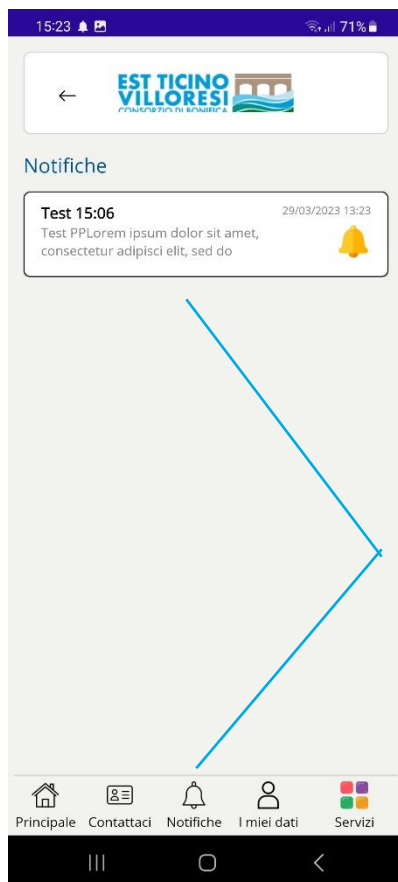 15:23 71%
EST TICINO
VILLORESI
CONSORZIO DI BONIFICA
Notifiche
Test 15:06 29/03/2023 13:23
Test PPLorem ipsum dolor sit amet,
consectetur adipisci elit, sed do
Principale Contattaci Notifiche I miei dati Servizi